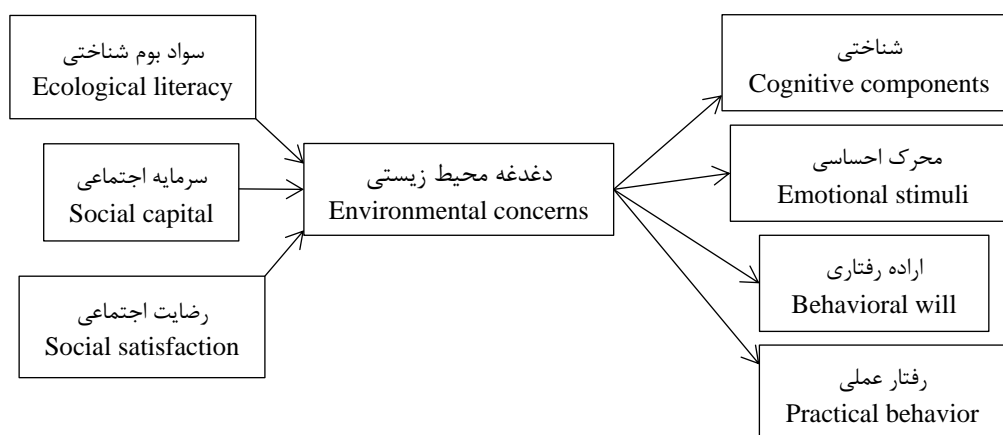 سواد بوم شناختی
Ecological literacy
سرمایه اجتماعی
Social capital
رضایت اجتماعی
Social satisfaction
دغدغه محیط زیستی
Environmental concerns
شناختی
Cognitive components
محرک احساسی
Emotional stimuli
اراده رفتاری
Behavioral will
رفتار عملی
Practical behavior